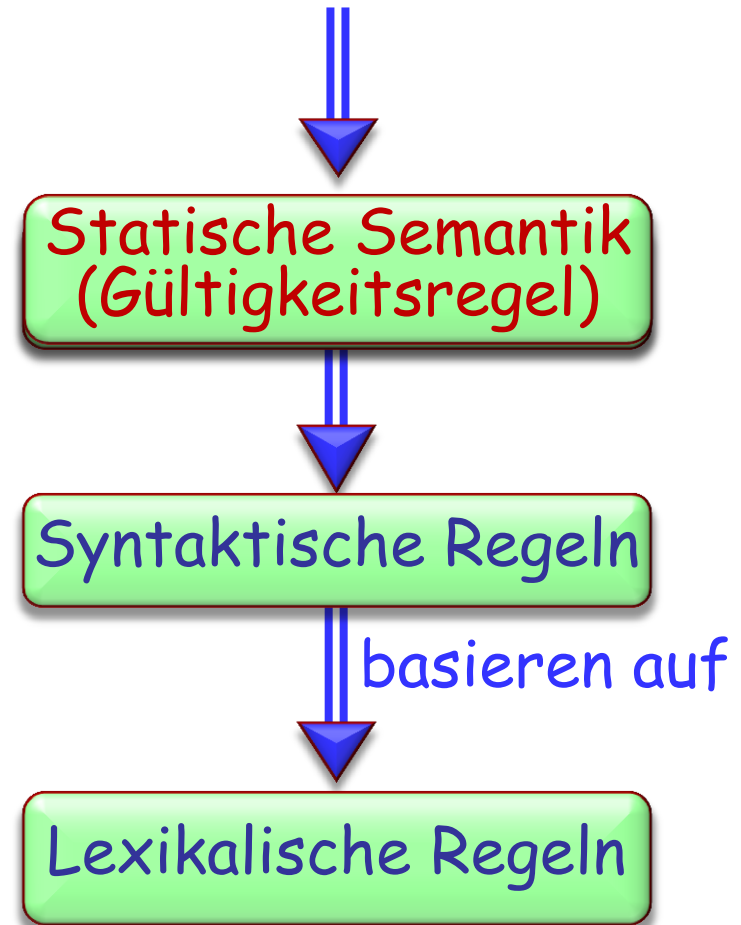 Statische Semantik
(Gültigkeitsregel)
Syntaktische Regeln
basieren auf
Lexikalische Regeln